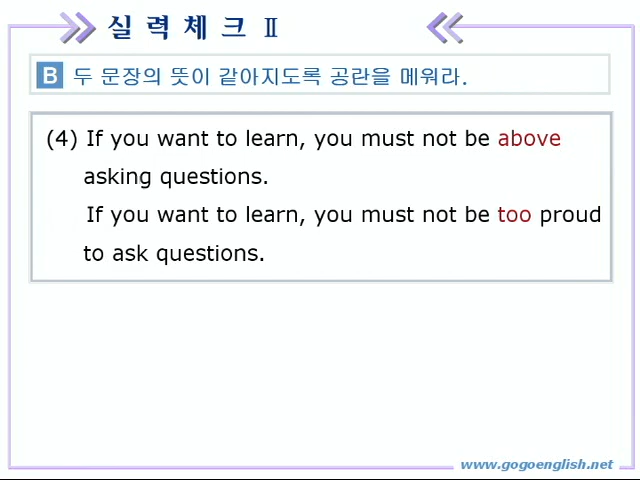 실 력 체 크 Ⅱ
B 두 문장의 뜻이 같아지도록 공란을 메워라.
(4) If you want to learn, you must not be above
asking questions.
If you want to learn, you must not be too proud
to ask questions.
www.gogoenglish.net